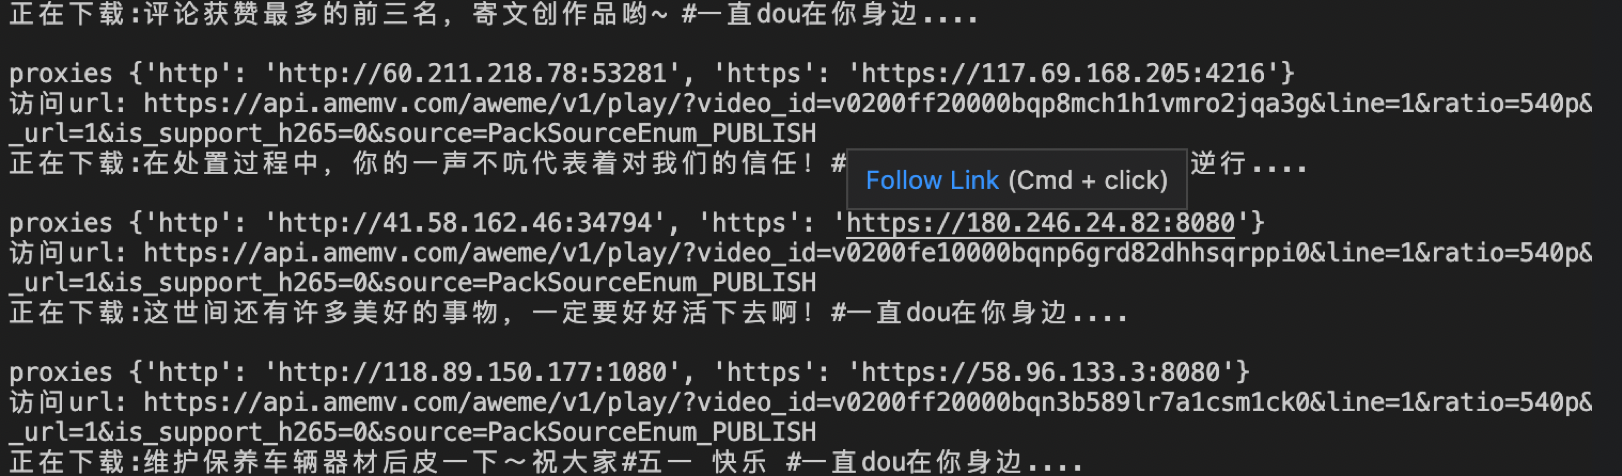 正在下载:评论获赞最多的前三名，寄文创作品哟~ #一直dou在你身边....
proxies {'http': 'http://60.211.218.78:53281', 'https': 'https://117.69.168.205:4216'}
访问url: https://api.amemv.com/aweme/v1/play/?video_id=v0200ff20000bqp8mch1h1vmro2jqa3g&line=1&ratio=540p&
_url=1&is_support_h265=0&source=PackSourceEnum_PUBLISH
正在下载:在处置过程中，你的一声不吭代表着对我们的信任！#
Follow Link (Cmd + click)
逆行....
proxies {'http': 'http://41.58.162.46:34794', 'https': 'https://180.246.24.82:8080'}
访问url: https://api.amemv.com/aweme/v1/play/?video_id=v0200fe10000bqnp6grd82dhhsqrppi0&line=1&ratio=540p&
_url=1&is_support_h265=0&source=PackSourceEnum_PUBLISH
正在下载:这世间还有许多美好的事物，一定要好好活下去啊！#一直dou在你身边....
proxies {'http': 'http://118.89.150.177:1080', 'https': 'https://58.96.133.3:8080'}
访问url: https://api.amemv.com/aweme/v1/play/?video_id=v0200ff20000bqn3b589lr7a1csm1ck0&line=1&ratio=540p&
_url=1&is_support_h265=0&source=PackSourceEnum_PUBLISH
正在下载:维护保养车辆器材后皮一下～祝大家#五一 快乐 #一直dou在你身边....